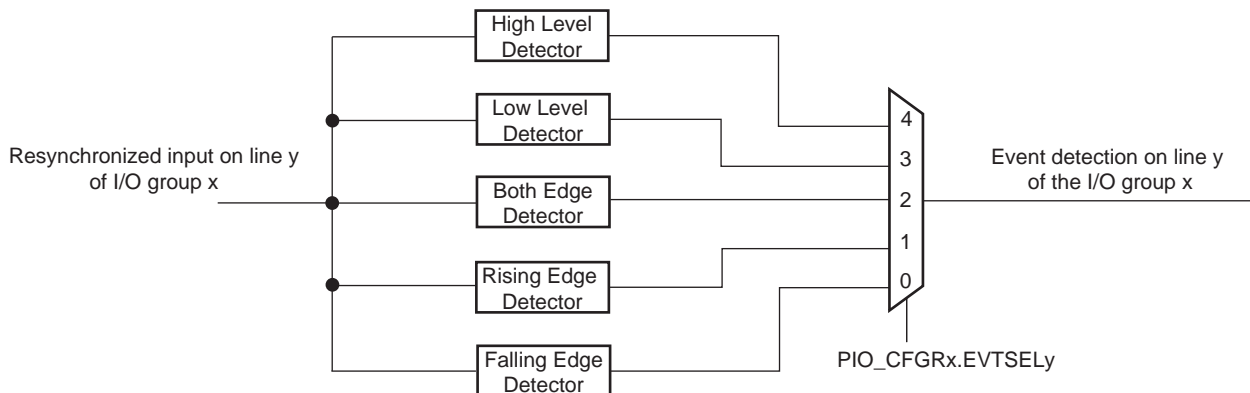 High Level
Detector
Low Level
Detector
4
Resynchronized input on line y
of I/O group x
3
Event detection on line y
of the I/O group x
Both Edge
Detector
2
1
Rising Edge
Detector
0
Falling Edge
Detector
PIO_CFGRx.EVTSELy